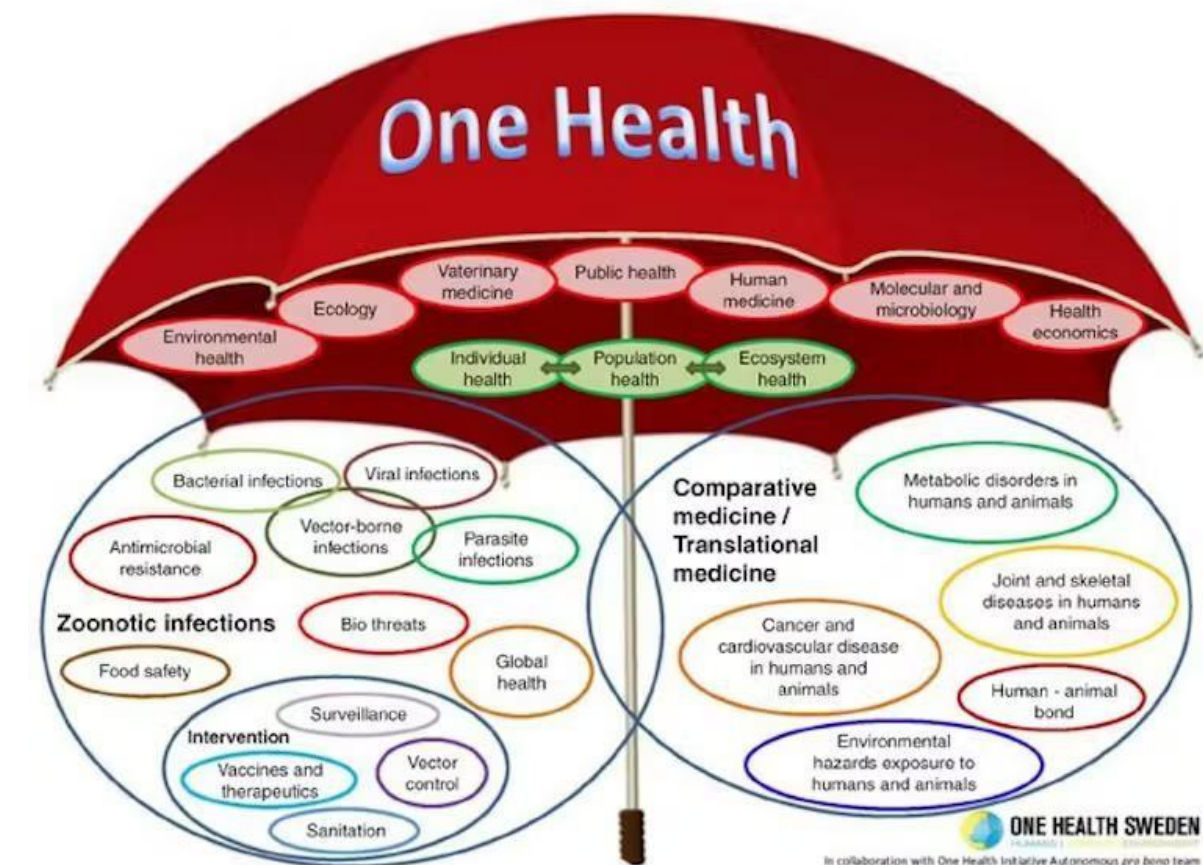 One Health
Environmental
health
Ecology
Vaterinary
medicine
Public health
Human
medicine
Molecular and
microbiology
Health
economics
Individual
health
Population
health
Ecosystem
health
Bacterial infections
Viral infections
Vector-borne
infections
Parasite
infections
Antimicrobial
resistance
Zoonotic infections
Bio threats
Food safety
Global
health
Surveillance
Intervention
Vaccines and
therapeutics
Vector
control
Sanitation
Comparative
medicine /
Translational
medicine
Metabolic disorders in
humans and animals
Joint and skeletal
diseases in humans
and animals
Cancer and
cardiovascular disease
in humans and
animals
Human - animal
bond
Environmental
hazards exposure to
humans and animals
ONE HEALTH SWEDEN
HUMANS | ENVIRONMENT
In collaboration with One Health Initiative Autonomous pro bono team